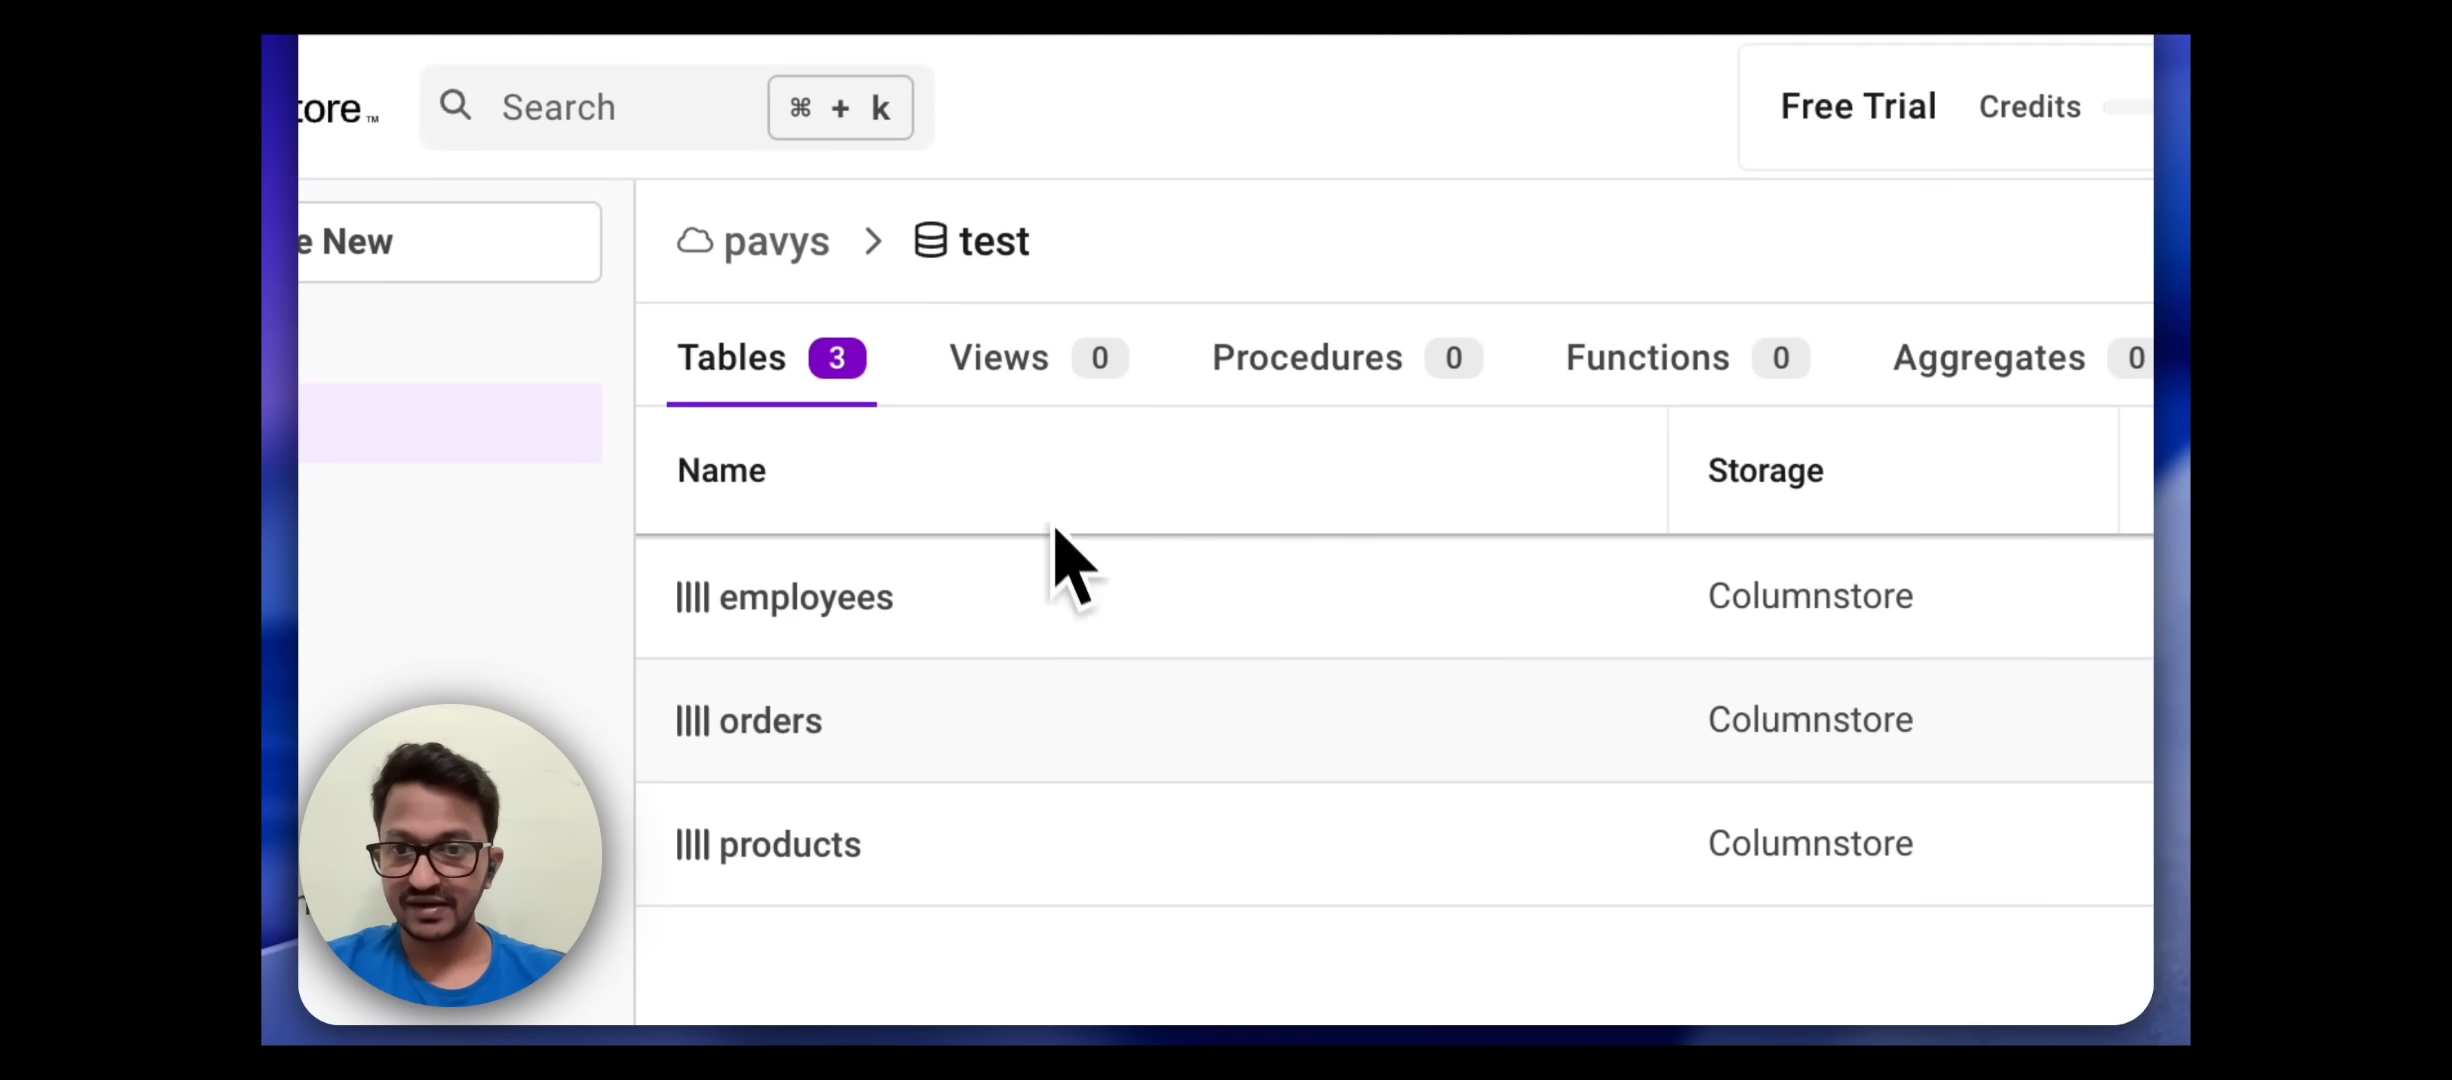 tore™
Search
⌘ + k
Free Trial Credits
e New
pavys > test
Tables 3 Views 0 Procedures 0 Functions 0 Aggregates 0
Name Storage
employees Columnstore
orders Columnstore
products Columnstore